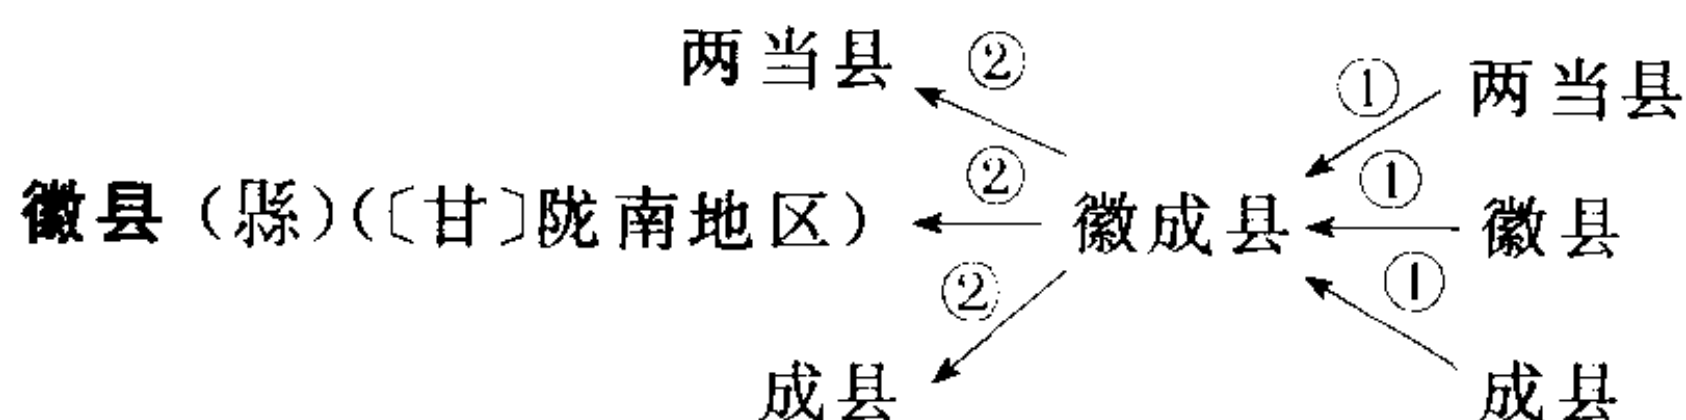 两当县 ② ① 两当县
徽县(縣)(〔甘〕陇南地区) ② 徽成县 ① 徽县
② ①
成县 成县